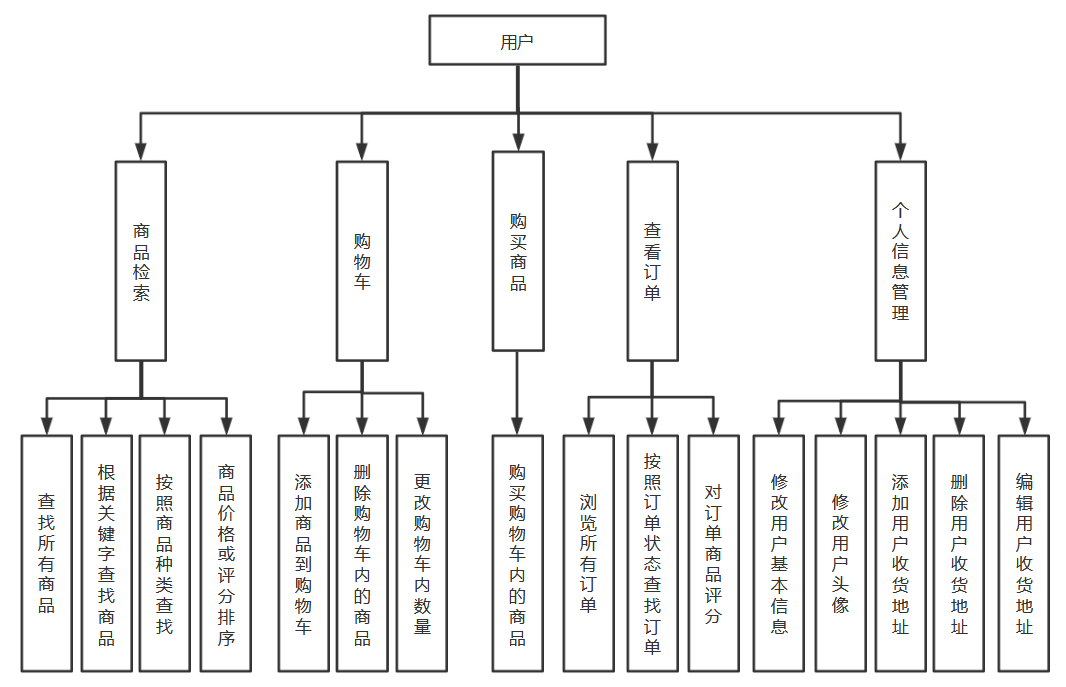 用户
商品检索
购物车
购买商品
查看订单
个人信息管理
查找所有商品
根据关键字查找商品
按照商品种类查找
商品价格或评分排序
添加商品到购物车
删除购物车内的商品
更改购物车内数量
购买购物车内的商品
浏览所有订单
按照订单状态查找订单
对订单商品评分
修改用户基本信息
修改用户头像
添加用户收货地址
删除用户收货地址
编辑用户收货地址